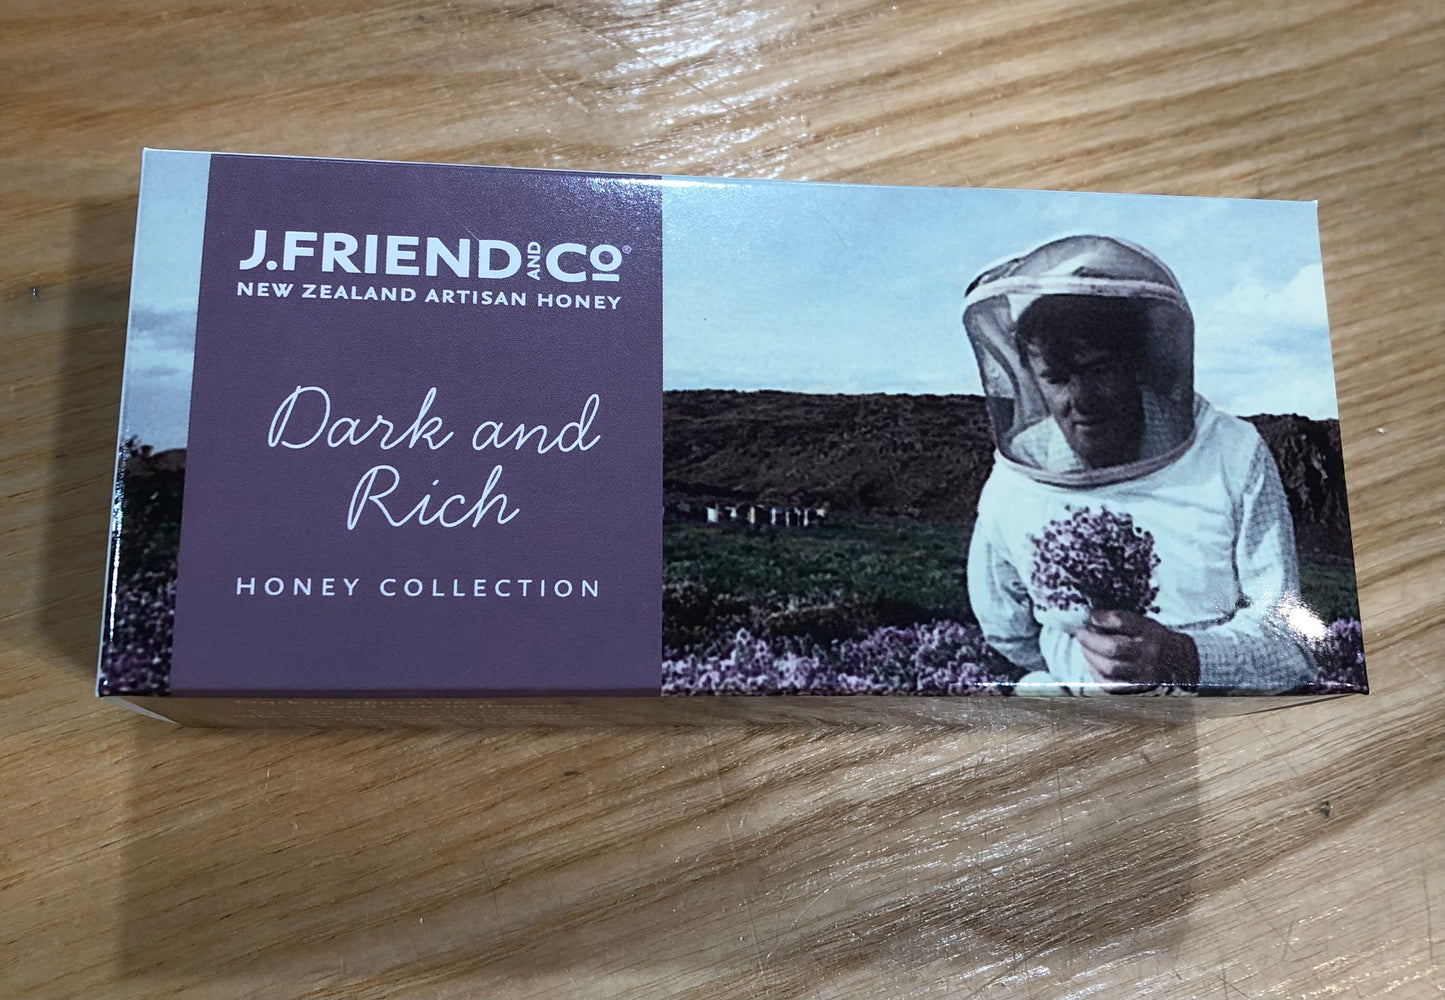 J.FRIEND AND Co®
NEW ZEALAND ARTISAN HONEY
Dark and
Rich
HONEY COLLECTION